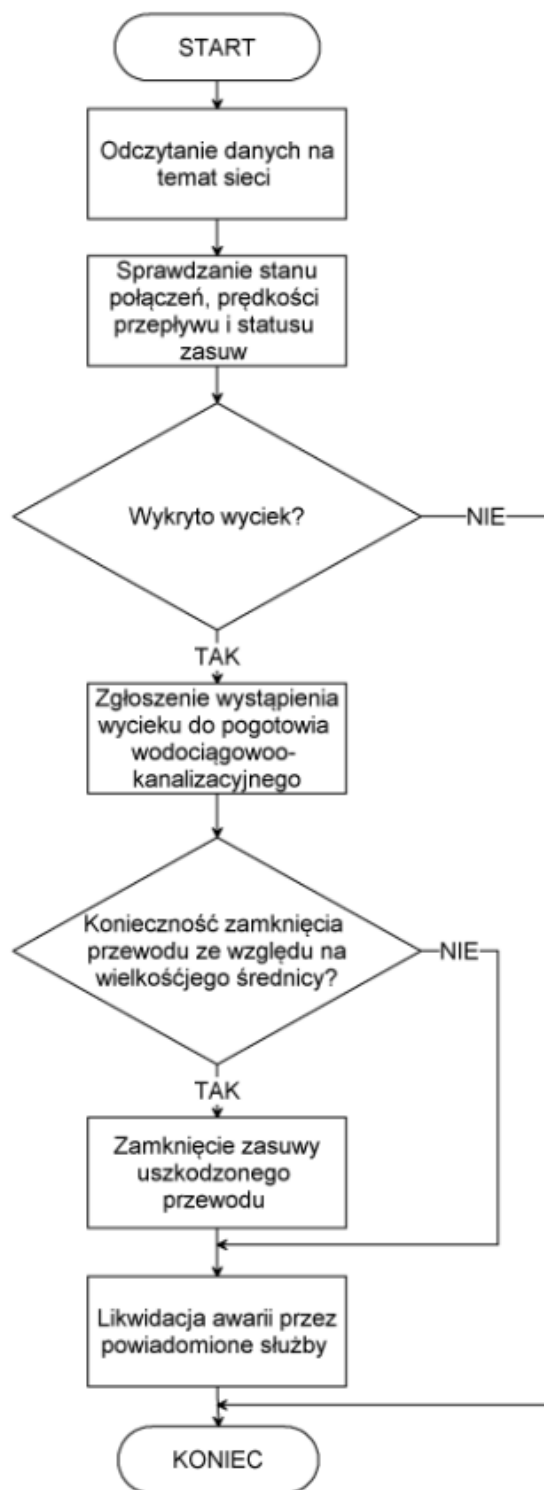 START
Odczytanie danych na
temat sieci
Sprawdzanie stanu
połączeń, prędkości
przepływu i statusu
zasuw
Wykryto wyciek?
NIE
TAK
Zgłoszenie wystąpienia
wycieku do pogotowia
wodociągowoo-
kanalizacyjnego
Konieczność zamknięcia
przewodu ze względu na
wielkośćjego średnicy?
NIE
TAK
Zamknięcie zasuwy
uszkodzonego
przewodu
Likwidacja awarii przez
powiadomione służby
KONIEC